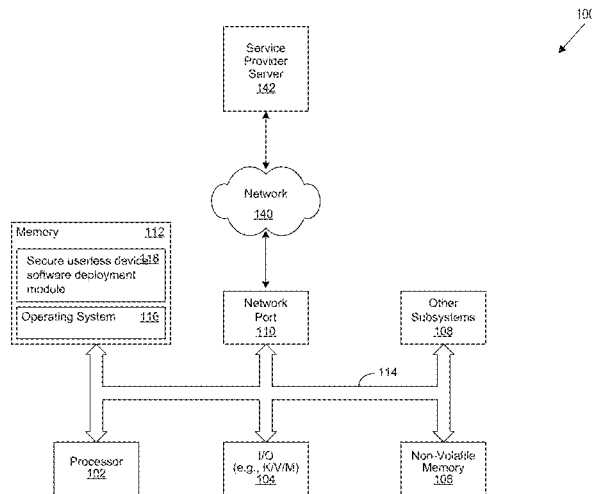 100
Service
Provider
Server
142
Network
140
Memory 112
Secure userless device 118
software deployment
module
Operating System 116
Network
Port
110
Other
Subsystems
108
114
Processor
102
I/O
(e.g., K/V/M)
104
Non-Volatile
Memory
106